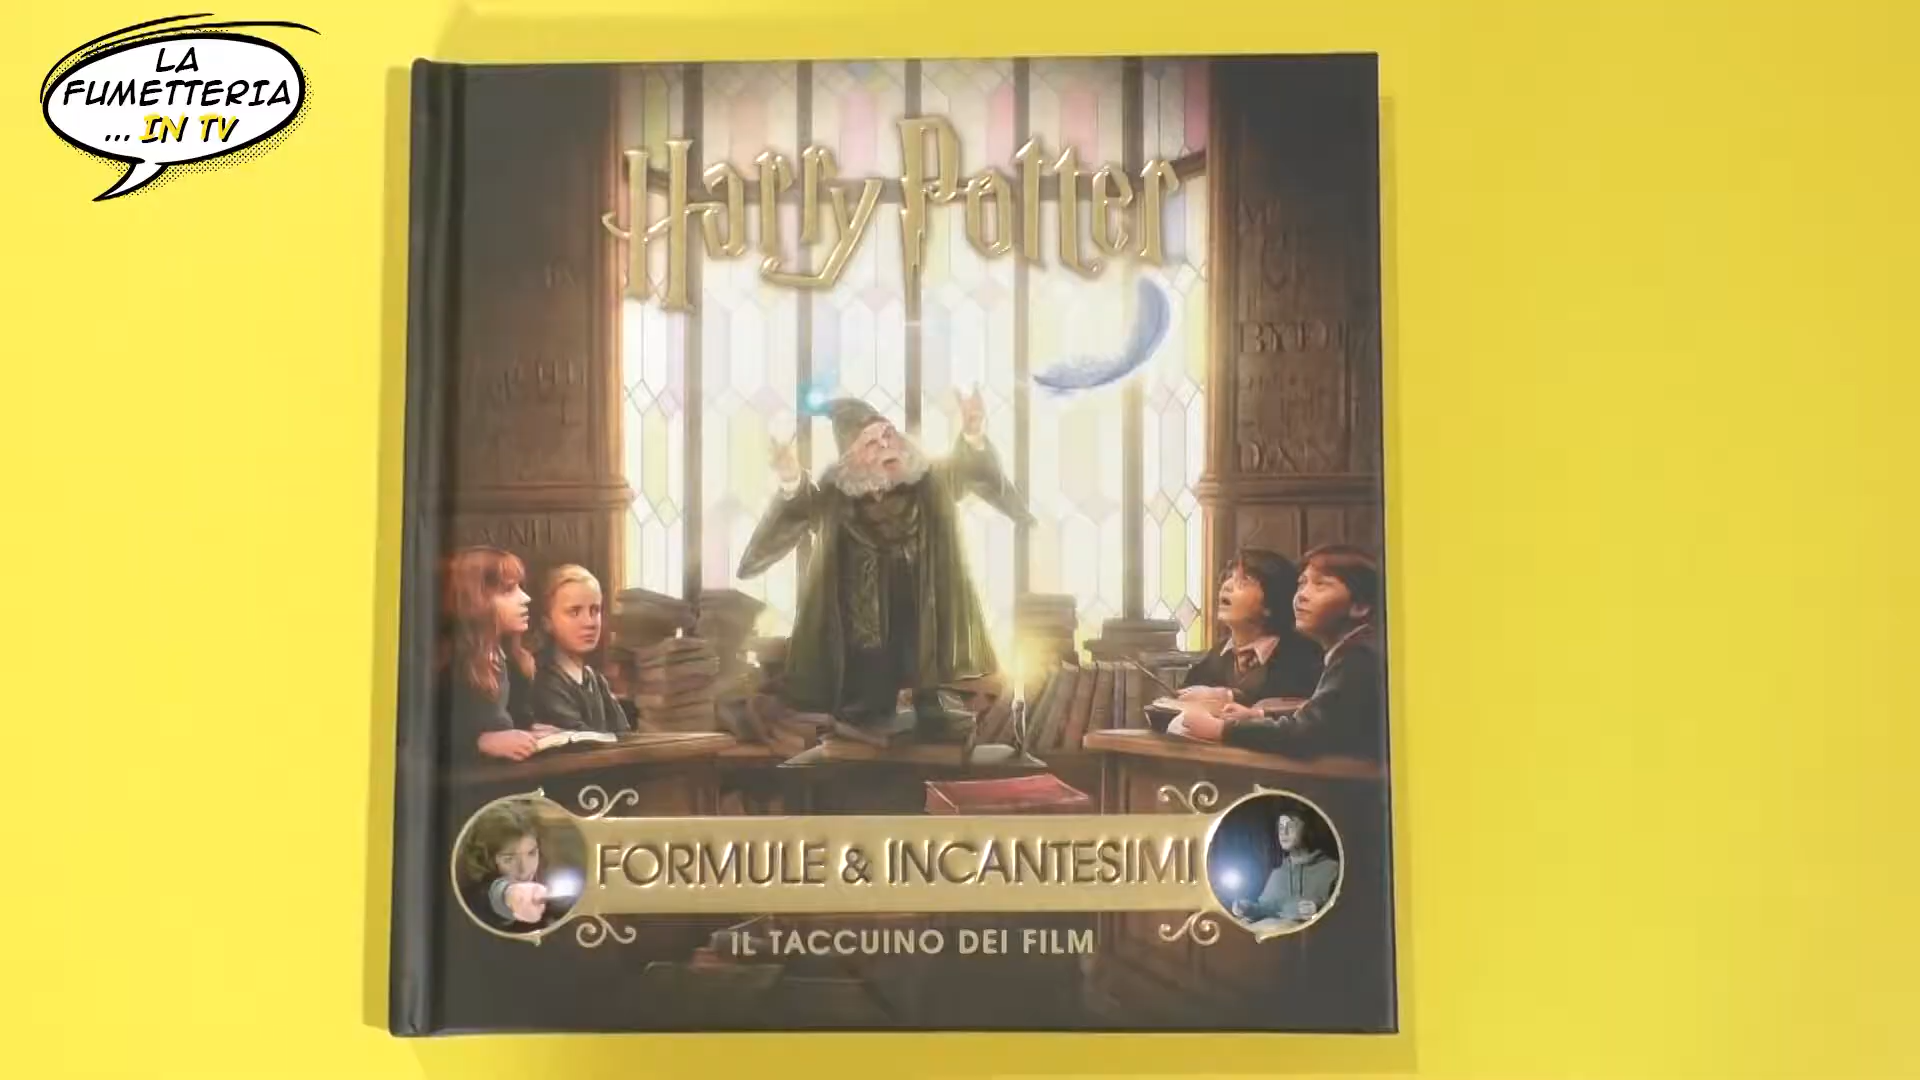 LA
FUMETTERIA
... IN TV
Harry Potter
FORMULE & INCANTESIMI
IL TACCUINO DEI FILM